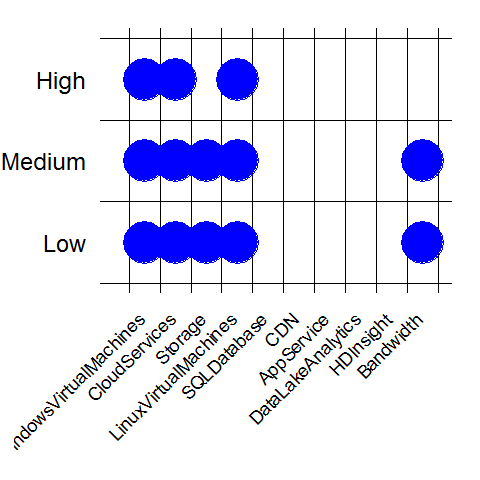 High
Medium
Low
ndowsVirtualMachines
CloudServices
Storage
LinuxVirtualMachines
SQLDatabase
CDN
AppService
DataLakeAnalytics
HDInsight
Bandwidth